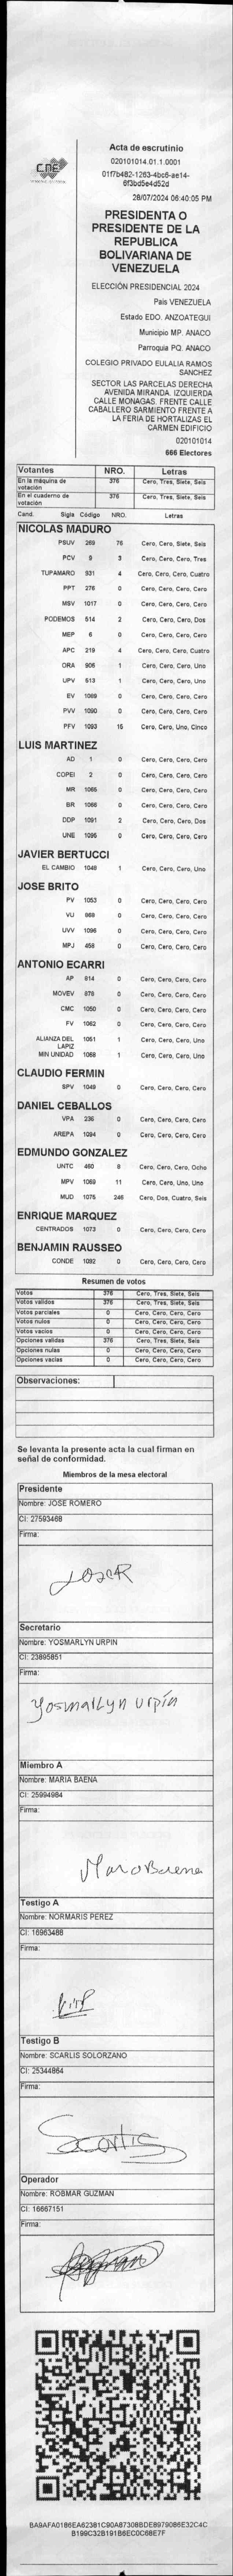 CNE
Acta de escrutinio
020101014.01.1.0001
01f7b482-1263-4bc6-ae14-
6f3bd5e4d52d
28/07/2024 06:40:05 PM
PRESIDENTA O
PRESIDENTE DE LA
REPUBLICA
BOLIVARIANA DE
VENEZUELA
ELECCIÓN PRESIDENCIAL 2024
País VENEZUELA
Estado EDO. ANZOATEGUI
Municipio MP. ANACO
Parroquia PQ. ANACO
COLEGIO PRIVADO EULALIA RAMOS
SANCHEZ
SECTOR LAS PARCELAS DERECHA
AVENIDA MIRANDA. IZQUIERDA
CALLE MONAGAS. FRENTE CALLE
CABALLERO SARMIENTO FRENTE A
LA FERIA DE HORTALIZAS EL
CARMEN EDIFICIO
020101014
666 Electores
Votantes NRO. Letras
En la máquina de votación 376 Cero, Tres, Siete, Seis
En el cuaderno de votación 376 Cero, Tres, Siete, Seis
Cand. Sigla Código NRO. Letras
NICOLAS MADURO
PSUV 269 76 Cero, Cero, Siete, Seis
PCV 9 3 Cero, Cero, Cero, Tres
TUPAMARO 931 4 Cero, Cero, Cero, Cuatro
PPT 276 0 Cero, Cero, Cero, Cero
MSV 1017 0 Cero, Cero, Cero, Cero
PODEMOS 514 2 Cero, Cero, Cero, Dos
MEP 6 0 Cero, Cero, Cero, Cero
APC 219 4 Cero, Cero, Cero, Cuatro
ORA 906 1 Cero, Cero, Cero, Uno
UPV 513 1 Cero, Cero, Cero, Uno
EV 1089 0 Cero, Cero, Cero, Cero
PVV 1090 0 Cero, Cero, Cero, Cero
PFV 1093 15 Cero, Cero, Uno, Cinco
LUIS MARTINEZ
AD 1 0 Cero, Cero, Cero, Cero
COPEI 2 0 Cero, Cero, Cero, Cero
MR 1065 0 Cero, Cero, Cero, Cero
BR 1066 0 Cero, Cero, Cero, Cero
DDP 1091 2 Cero, Cero, Cero, Dos
UNE 1095 0 Cero, Cero, Cero, Cero
JAVIER BERTUCCI
EL CAMBIO 1048 1 Cero, Cero, Cero, Uno
JOSE BRITO
PV 1053 0 Cero, Cero, Cero, Cero
VU 969 0 Cero, Cero, Cero, Cero
UVV 1096 0 Cero, Cero, Cero, Cero
MPJ 458 0 Cero, Cero, Cero, Cero
ANTONIO ECARRI
AP 914 0 Cero, Cero, Cero, Cero
MOVEV 978 0 Cero, Cero, Cero, Cero
CMC 1050 0 Cero, Cero, Cero, Cero
FV 1062 0 Cero, Cero, Cero, Cero
ALIANZA DEL LAPIZ 1051 1 Cero, Cero, Cero, Uno
MIN UNIDAD 1058 1 Cero, Cero, Cero, Uno
CLAUDIO FERMIN
SPV 1049 0 Cero, Cero, Cero, Cero
DANIEL CEBALLOS
VPA 236 0 Cero, Cero, Cero, Cero
AREPA 1094 0 Cero, Cero, Cero, Cero
EDMUNDO GONZALEZ
UNTC 460 8 Cero, Cero, Cero, Ocho
MPV 1069 11 Cero, Cero, Uno, Uno
MUD 1075 246 Cero, Dos, Cuatro, Seis
ENRIQUE MARQUEZ
CENTRADOS 1073 0 Cero, Cero, Cero, Cero
BENJAMIN RAUSSEO
CONDE 1092 0 Cero, Cero, Cero, Cero
Resumen de votos
Votos 376 Cero, Tres, Siete, Seis
Votos validos 376 Cero, Tres, Siete, Seis
Votos parciales 0 Cero, Cero, Cero, Cero
Votos nulos 0 Cero, Cero, Cero, Cero
Votos vacios 0 Cero, Cero, Cero, Cero
Opciones validas 376 Cero, Tres, Siete, Seis
Opciones nulas 0 Cero, Cero, Cero, Cero
Opciones vacias 0 Cero, Cero, Cero, Cero
Observaciones:
Se levanta la presente acta la cual firman en
señal de conformidad.
Miembros de la mesa electoral
Presidente
Nombre: JOSE ROMERO
CI: 27593468
Firma:
JoseR
Secretario
Nombre: YOSMARLYN URPIN
CI: 23895851
Firma:
Yosmarlyn Urpín
Miembro A
Nombre: MARIA BAENA
CI: 25994984
Firma:
Maria Baena
Testigo A
Nombre: NORMARIS PEREZ
CI: 16963488
Firma:
Testigo B
Nombre: SCARLIS SOLORZANO
CI: 25344864
Firma:
Scarlis
Operador
Nombre: ROBMAR GUZMAN
CI: 16667151
Firma:
BA9AFA0186EA62381C90A87308BDEB979086E32C4C
B199C32B191B6EC0C68E7F